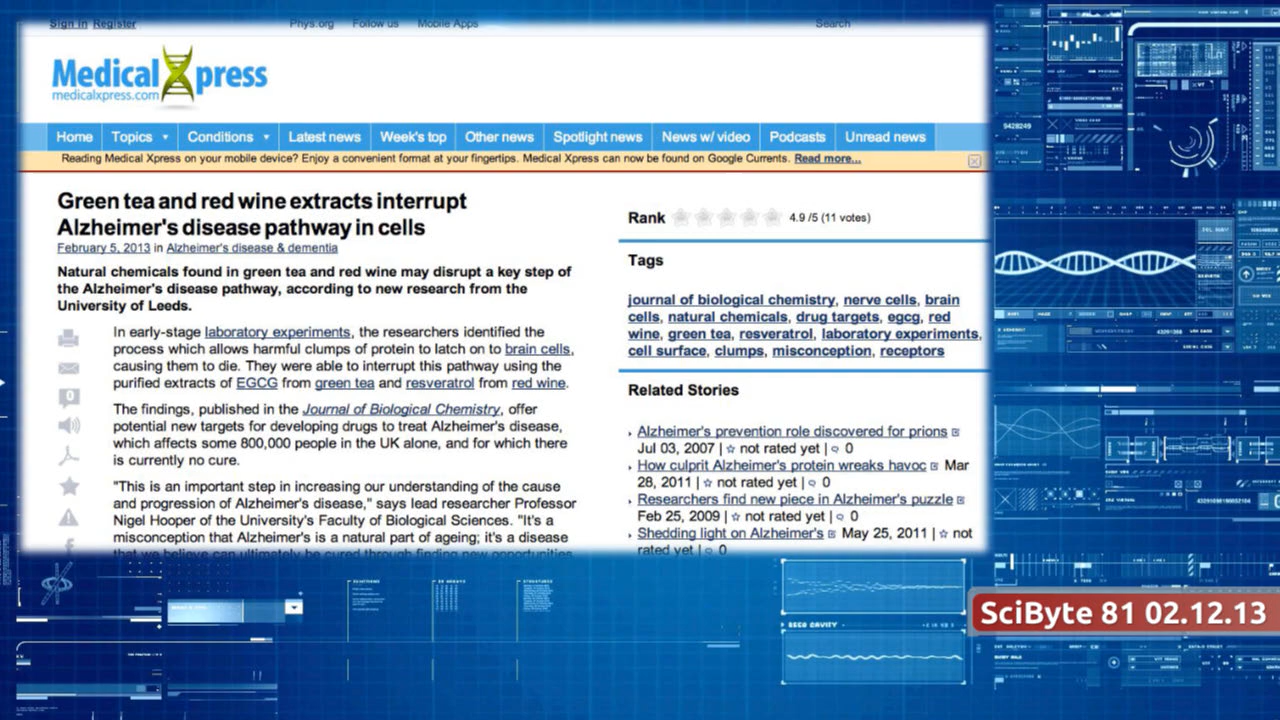 Sign in Register
Phys.org Follow us Mobile Apps
Search
Medical Xpress
medicalxpress.com
Home Topics Conditions Latest news Week's top Other news Spotlight news News w/ video Podcasts Unread news
Reading Medical Xpress on your mobile device? Enjoy a convenient format at your fingertips. Medical Xpress can now be found on Google Currents. Read more...
Green tea and red wine extracts interrupt
Alzheimer's disease pathway in cells
February 5, 2013 in Alzheimer's disease & dementia
Natural chemicals found in green tea and red wine may disrupt a key step of
the Alzheimer's disease pathway, according to new research from the
University of Leeds.
In early-stage laboratory experiments, the researchers identified the
process which allows harmful clumps of protein to latch on to brain cells,
causing them to die. They were able to interrupt this pathway using the
purified extracts of EGCG from green tea and resveratrol from red wine.
The findings, published in the Journal of Biological Chemistry, offer
potential new targets for developing drugs to treat Alzheimer's disease,
which affects some 800,000 people in the UK alone, and for which there
is currently no cure.
"This is an important step in increasing our understanding of the cause
and progression of Alzheimer's disease," says lead researcher Professor
Nigel Hooper of the University's Faculty of Biological Sciences. "It's a
misconception that Alzheimer's is a natural part of ageing; it's a disease
that we believe can ultimately be cured through finding new opportunities
0
Rank 4.9 /5 (11 votes)
Tags
journal of biological chemistry, nerve cells, brain
cells, natural chemicals, drug targets, egcg, red
wine, green tea, resveratrol, laboratory experiments,
cell surface, clumps, misconception, receptors
Related Stories
Alzheimer's prevention role discovered for prions
Jul 03, 2007 | not rated yet | 0
How culprit Alzheimer's protein wreaks havoc Mar
28, 2011 | not rated yet | 0
Researchers find new piece in Alzheimer's puzzle
Feb 25, 2009 | not rated yet | 0
Shedding light on Alzheimer's May 25, 2011 | not
rated yet | 0
9428249
SciByte 81 02.12.13